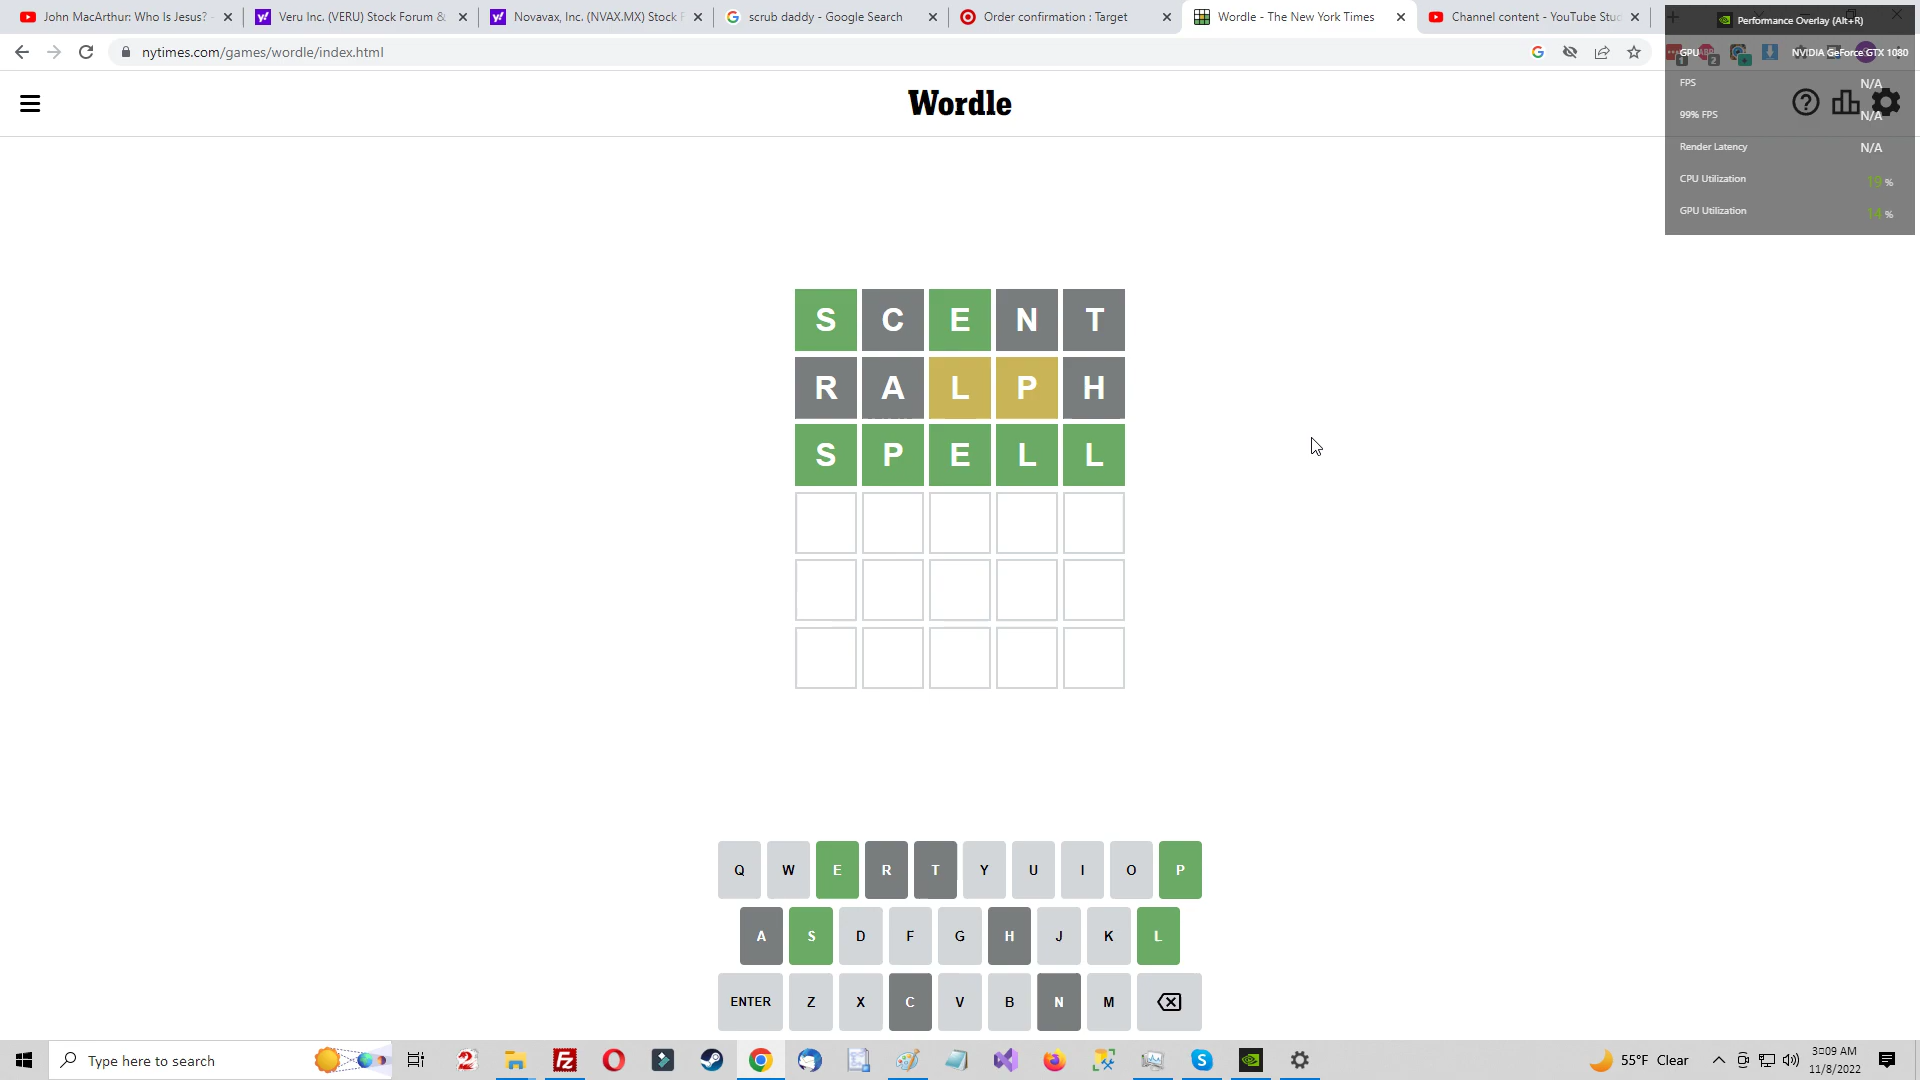 John MacArthur: Who Is Jesus? -
Veru Inc. (VERU) Stock Forum &
Novavax, Inc. (NVAX.MX) Stock F
scrub daddy - Google Search
Order confirmation : Target
Wordle - The New York Times
Channel content - YouTube Stud
Performance Overlay (Alt+R)
nytimes.com/games/wordle/index.html
GPU NVIDIA GeForce GTX 1080
FPS N/A
99% FPS N/A
Render Latency N/A
CPU Utilization 19 %
GPU Utilization 14 %
Wordle
S C E N T
R A L P H
S P E L L
Q W E R T Y U I O P
A S D F G H J K L
ENTER Z X C V B N M
Type here to search
55°F Clear
3:09 AM
11/8/2022